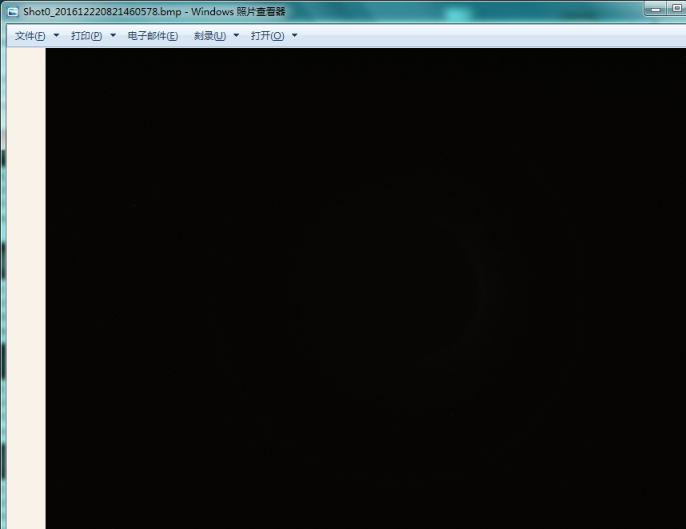 Shot0_201612220821460578.bmp - Windows 照片查看器
文件(F) 打印(P) 电子邮件(E) 刻录(U) 打开(O)